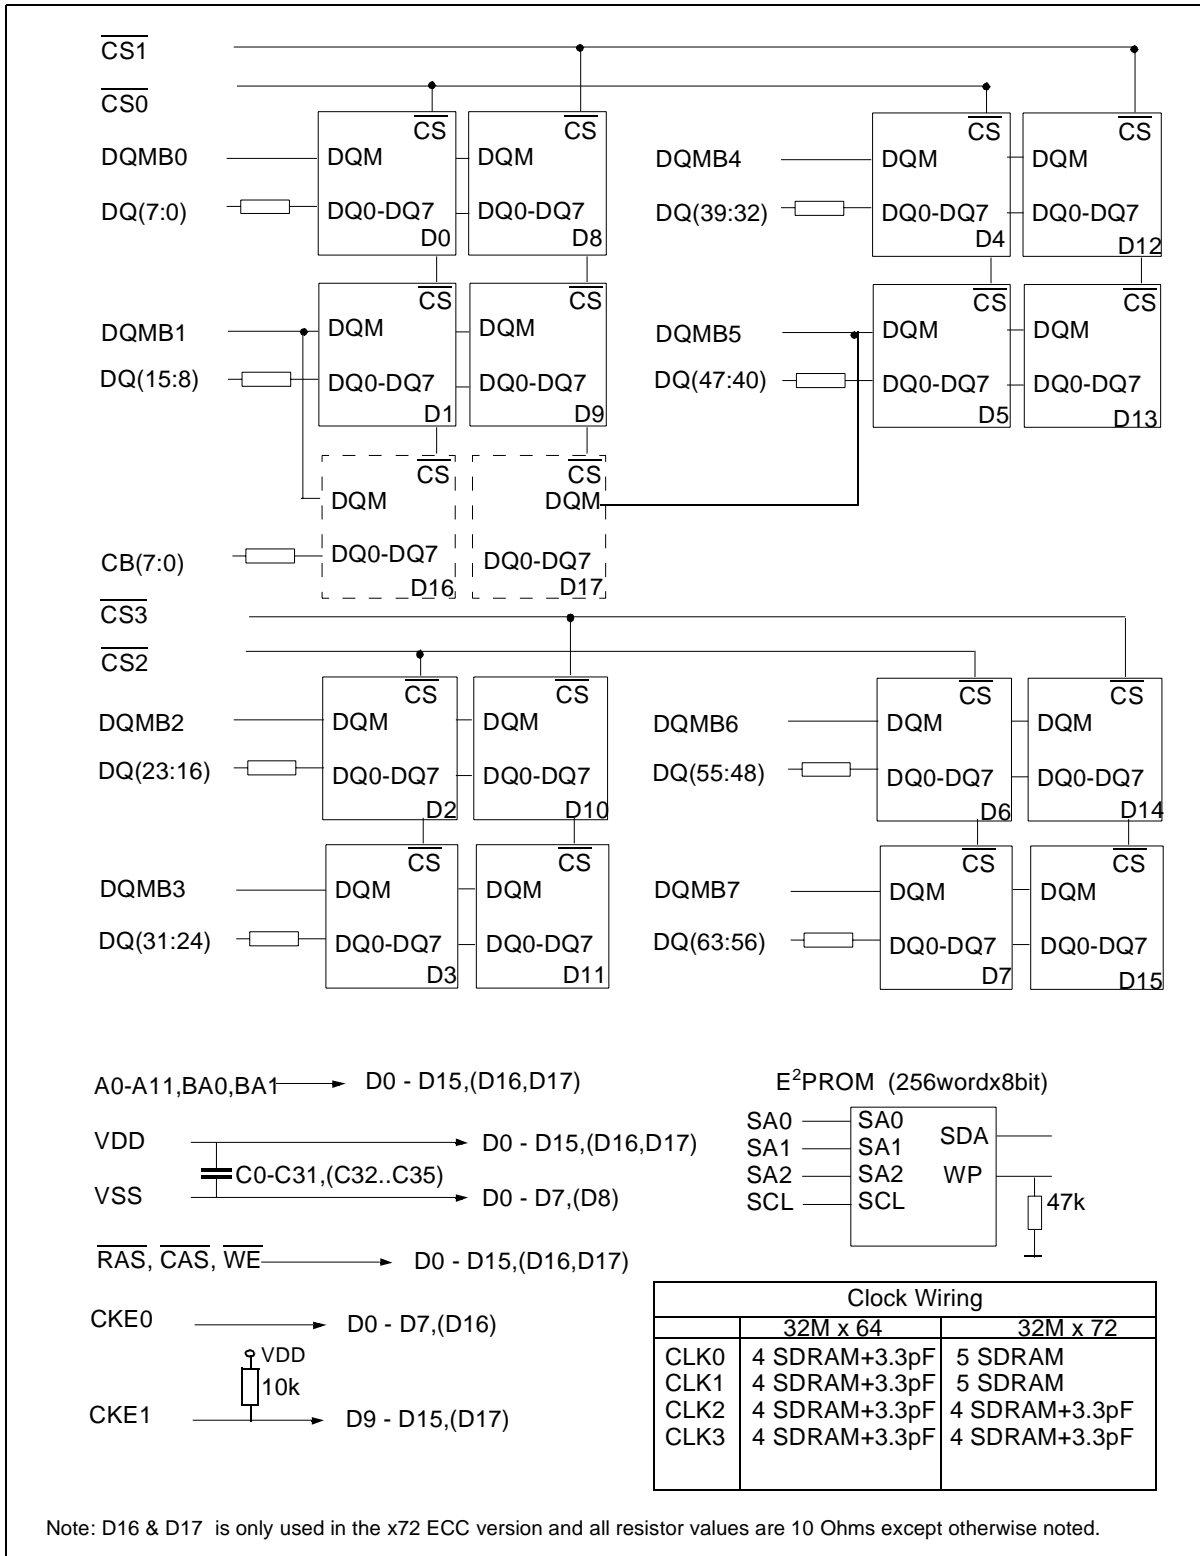 CS1
CS0
CS CS
DQMB0 DQM DQM
DQ(7:0) DQ0-DQ7 DQ0-DQ7
D0 D8
CS CS
DQMB4 DQM DQM
DQ(39:32) DQ0-DQ7 DQ0-DQ7
D4 D12
CS CS
DQMB1 DQM DQM
DQ(15:8) DQ0-DQ7 DQ0-DQ7
D1 D9
CS CS
DQMB5 DQM DQM
DQ(47:40) DQ0-DQ7 DQ0-DQ7
D5 D13
CS CS
DQM DQM
CB(7:0) DQ0-DQ7 DQ0-DQ7
D16 D17
CS3
CS2
CS CS
DQMB2 DQM DQM
DQ(23:16) DQ0-DQ7 DQ0-DQ7
D2 D10
CS CS
DQMB6 DQM DQM
DQ(55:48) DQ0-DQ7 DQ0-DQ7
D6 D14
CS CS
DQMB3 DQM DQM
DQ(31:24) DQ0-DQ7 DQ0-DQ7
D3 D11
CS CS
DQMB7 DQM DQM
DQ(63:56) DQ0-DQ7 DQ0-DQ7
D7 D15
A0-A11,BA0,BA1 D0 - D15,(D16,D17)
VDD D0 - D15,(D16,D17)
C0-C31,(C32..C35)
VSS D0 - D7,(D8)
RAS, CAS, WE D0 - D15,(D16,D17)
CKE0 D0 - D7,(D16)
VDD
10k
CKE1 D9 - D15,(D17)
E²PROM (256wordx8bit)
SA0 SA0
SA1 SA1 SDA
SA2 SA2 WP
SCL SCL 47k
Clock Wiring
32M x 64 32M x 72
CLK0 4 SDRAM+3.3pF 5 SDRAM
CLK1 4 SDRAM+3.3pF 5 SDRAM
CLK2 4 SDRAM+3.3pF 4 SDRAM+3.3pF
CLK3 4 SDRAM+3.3pF 4 SDRAM+3.3pF
Note: D16 & D17 is only used in the x72 ECC version and all resistor values are 10 Ohms except otherwise noted.